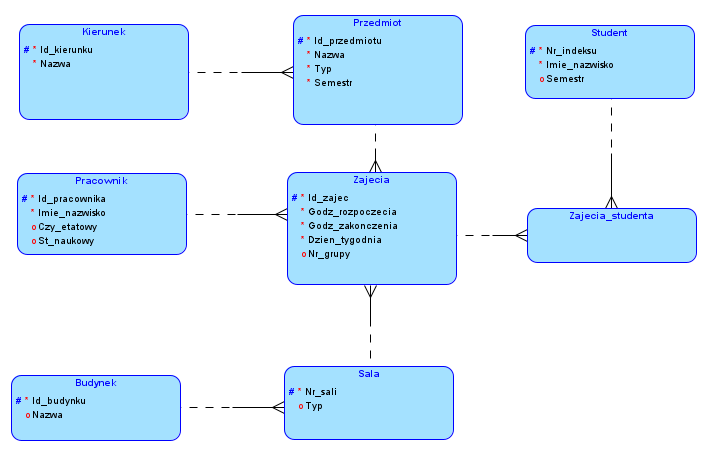 Kierunek
# * Id_kierunku
* Nazwa
Przedmiot
# * Id_przedmiotu
* Nazwa
* Typ
* Semestr
Student
# * Nr_indeksu
* Imie_nazwisko
o Semestr
Pracownik
# * Id_pracownika
* Imie_nazwisko
o Czy_etatowy
o St_naukowy
Zajecia
# * Id_zajec
* Godz_rozpoczecia
* Godz_zakonczenia
* Dzien_tygodnia
o Nr_grupy
Zajecia_studenta
Budynek
# * Id_budynku
o Nazwa
Sala
# * Nr_sali
o Typ